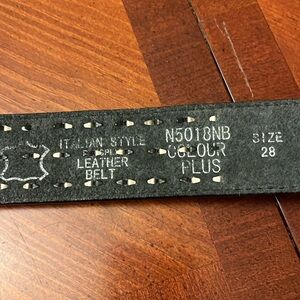 ITALIAN STYLE
LEATHER
BELT
N5018NB
COLOUR
PLUS
SIZE
28